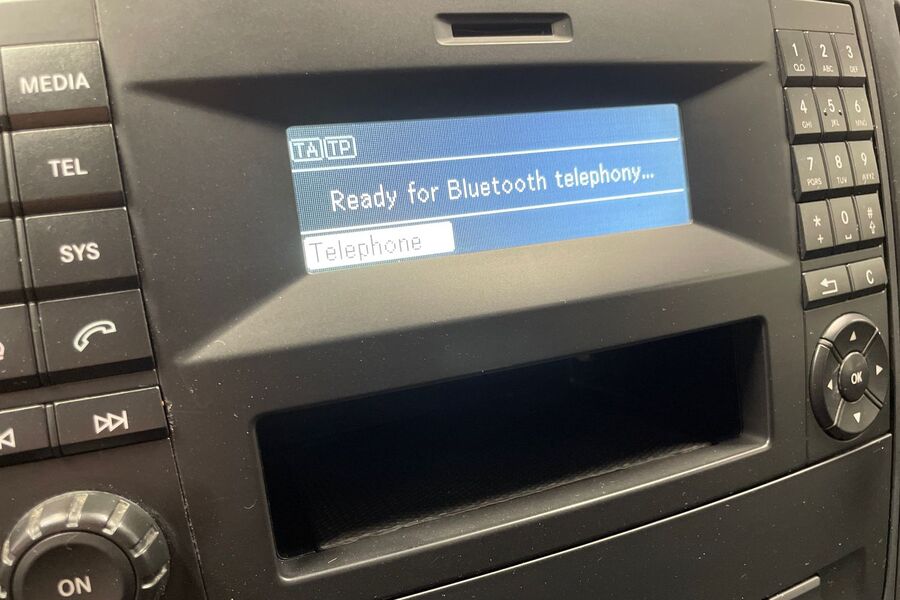 MEDIA
TEL
SYS
ON
TA TP
Ready for Bluetooth telephony...
Telephone
1 2 3
ABC DEF
4 5 6
GHI JKL MNO
7 8 9
PQRS TUV WXYZ
* 0 #
+
C
OK